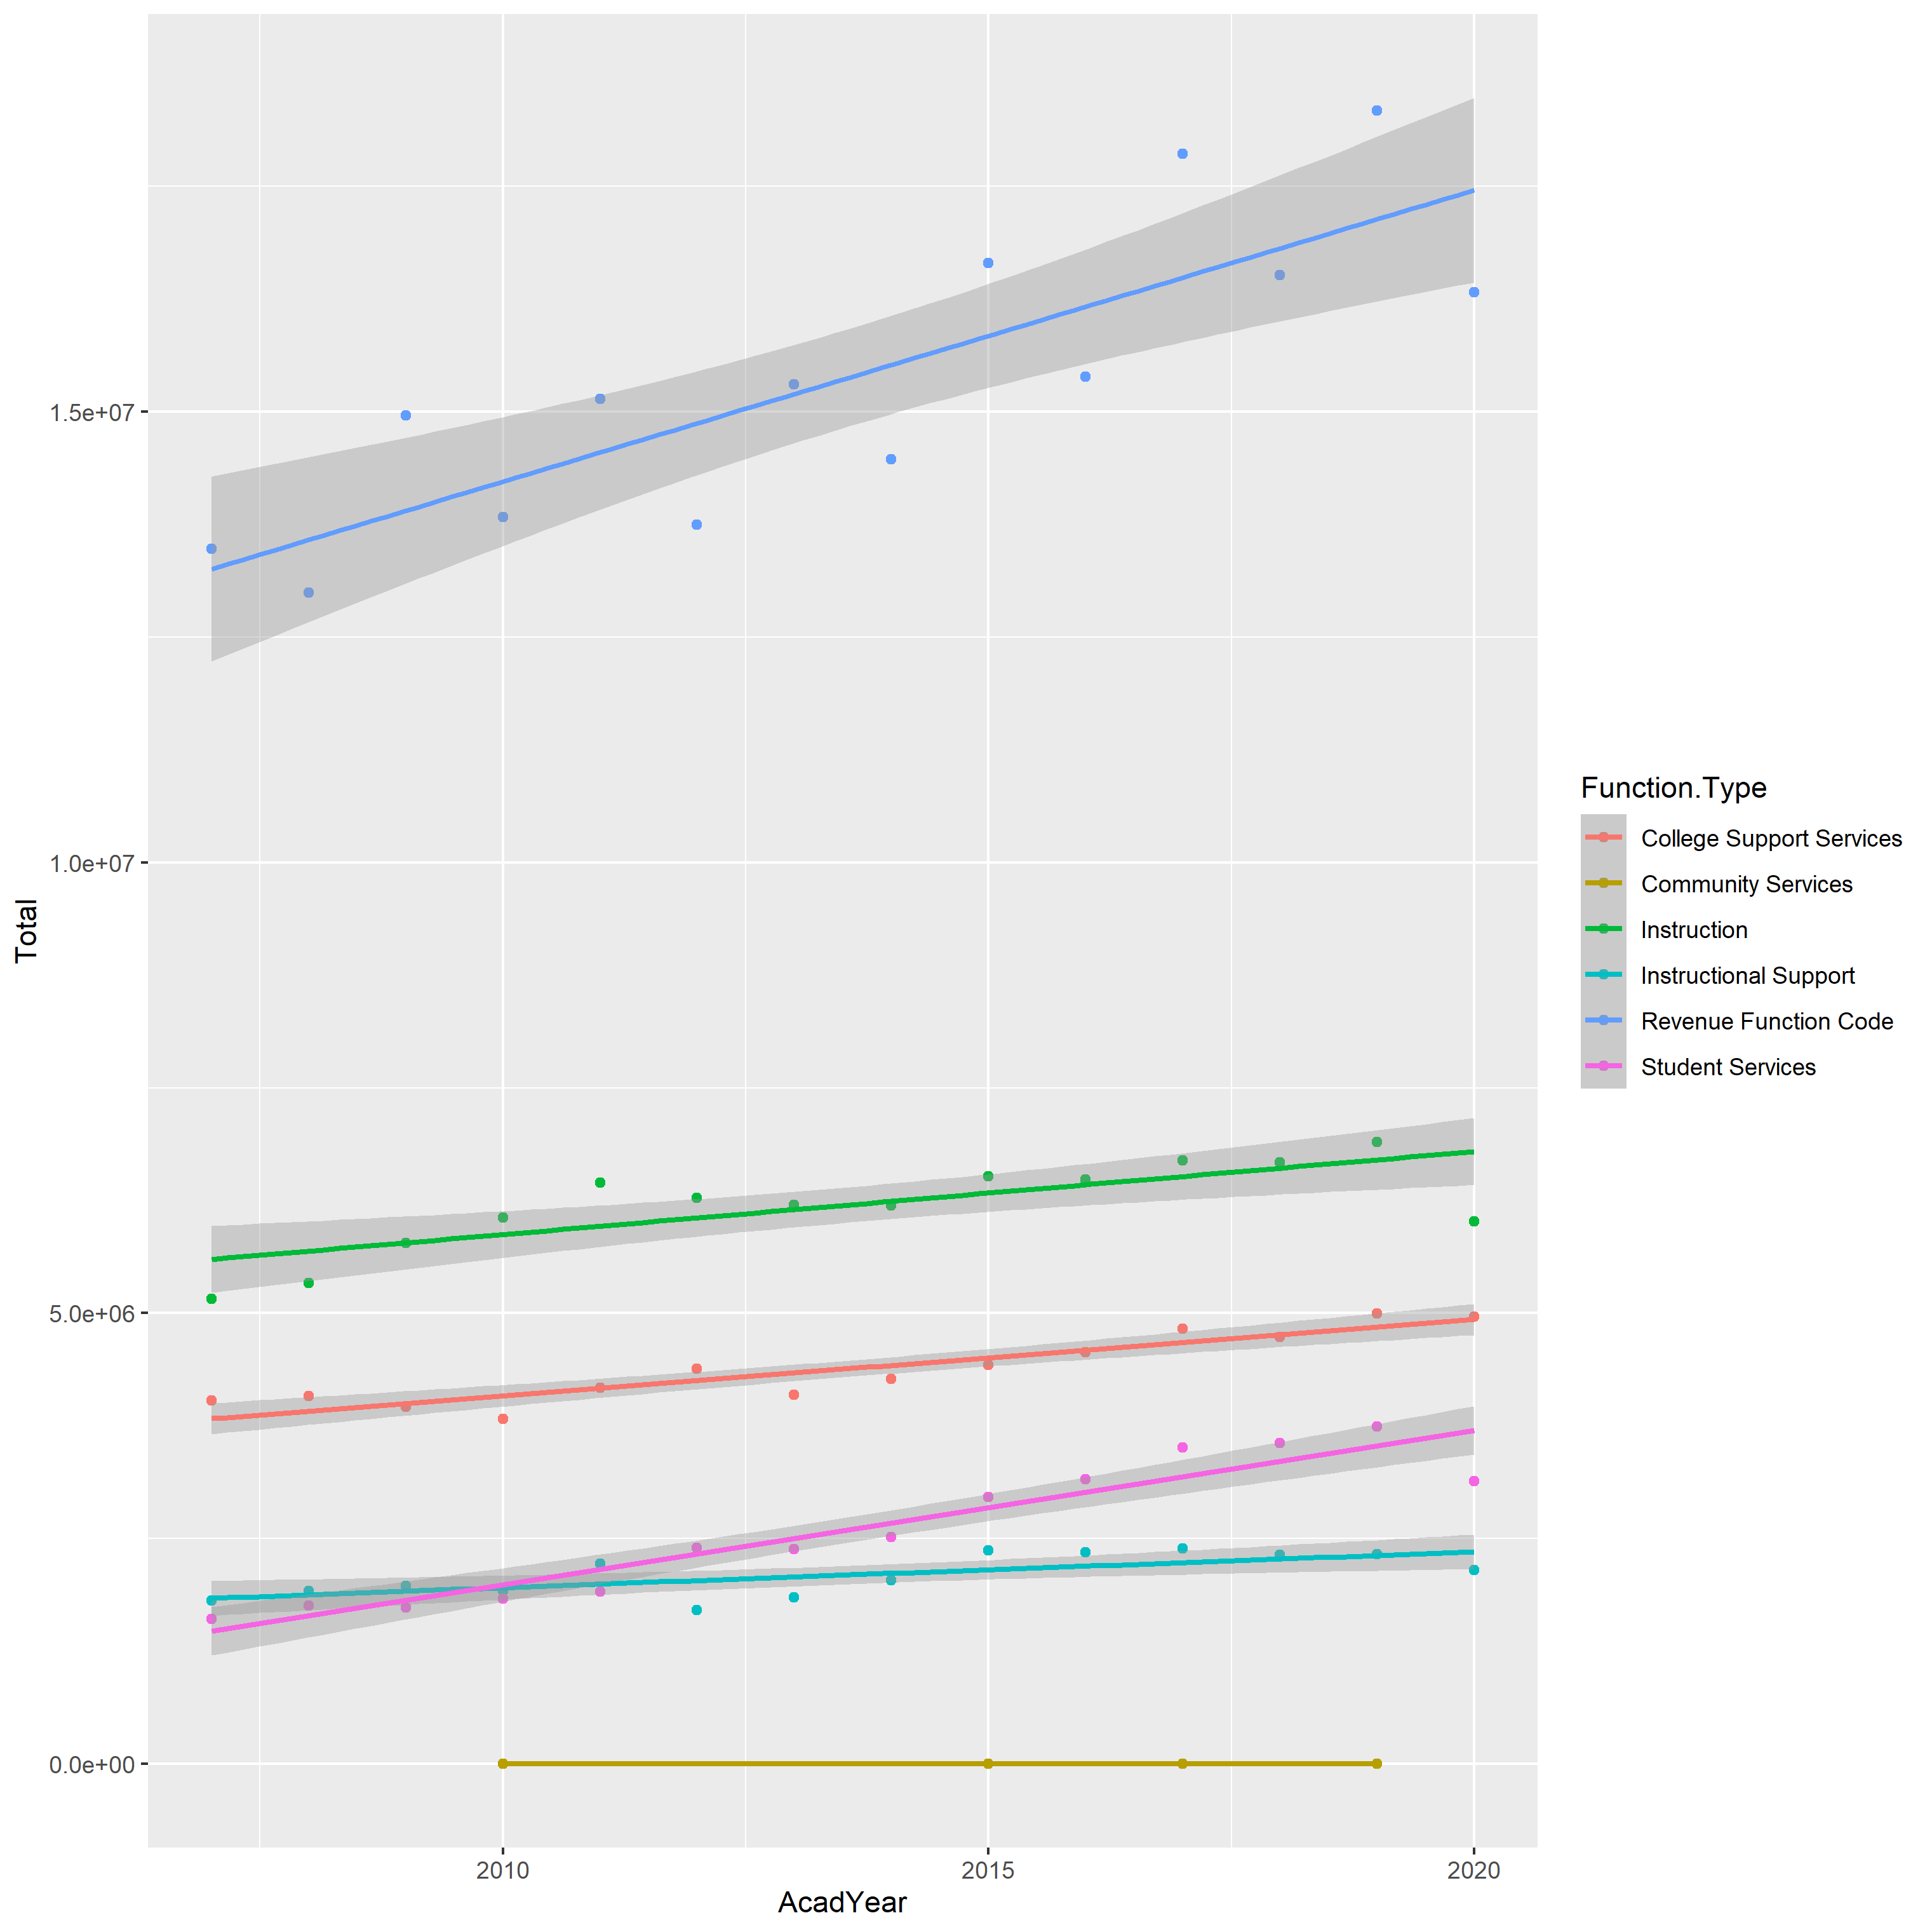 Total
1.5e+07
1.0e+07
5.0e+06
0.0e+00
2010
2015
2020
AcadYear
Function.Type
College Support Services
Community Services
Instruction
Instructional Support
Revenue Function Code
Student Services